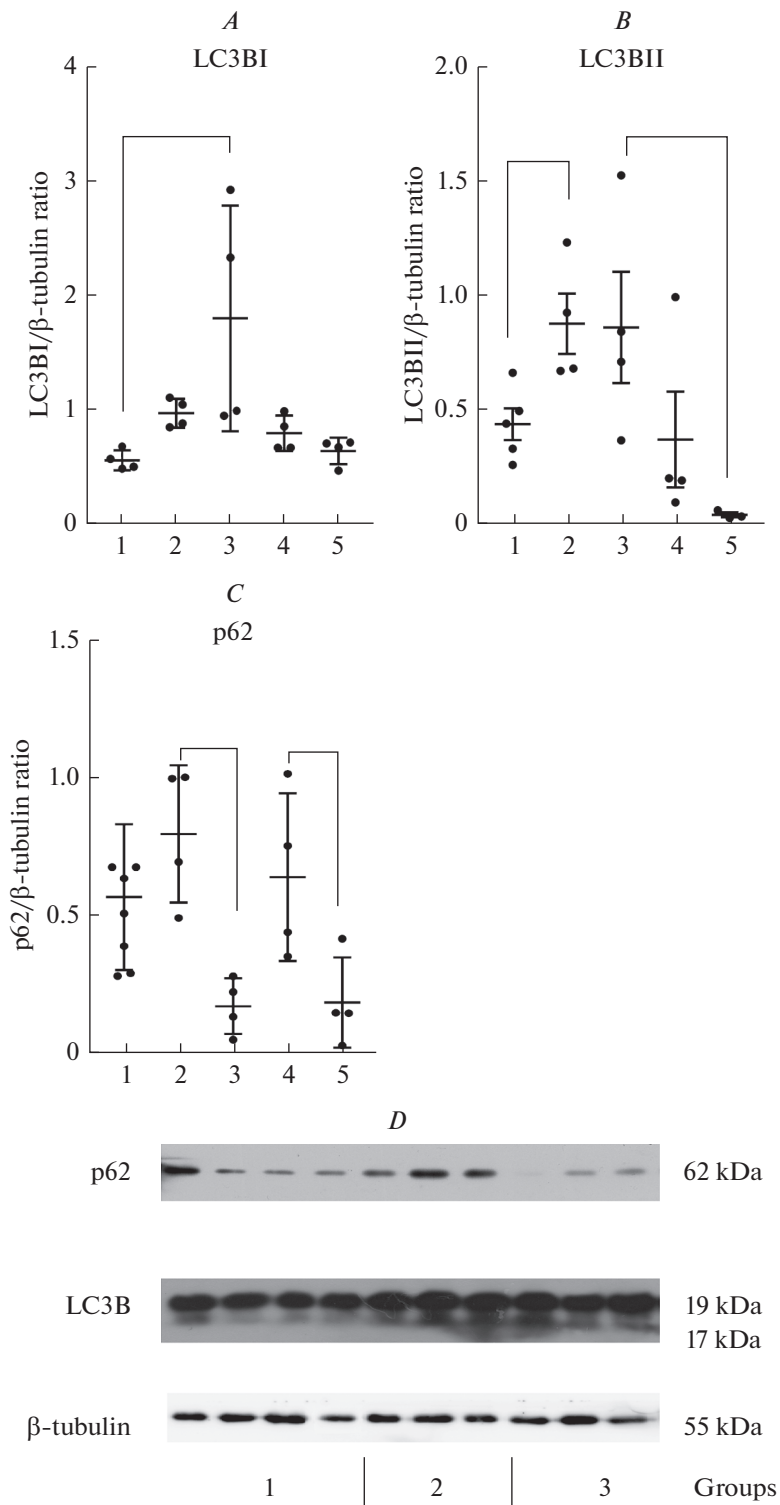 A
LC3BI
LC3BI/β-tubulin ratio
4
3
2
1
0
1 2 3 4 5
B
LC3BII
LC3BII/β-tubulin ratio
2.0
1.5
1.0
0.5
0
1 2 3 4 5
C
p62
p62/β-tubulin ratio
1.5
1.0
0.5
0
1 2 3 4 5
D
p62 62 kDa
LC3B 19 kDa
17 kDa
β-tubulin 55 kDa
1 2 3 Groups